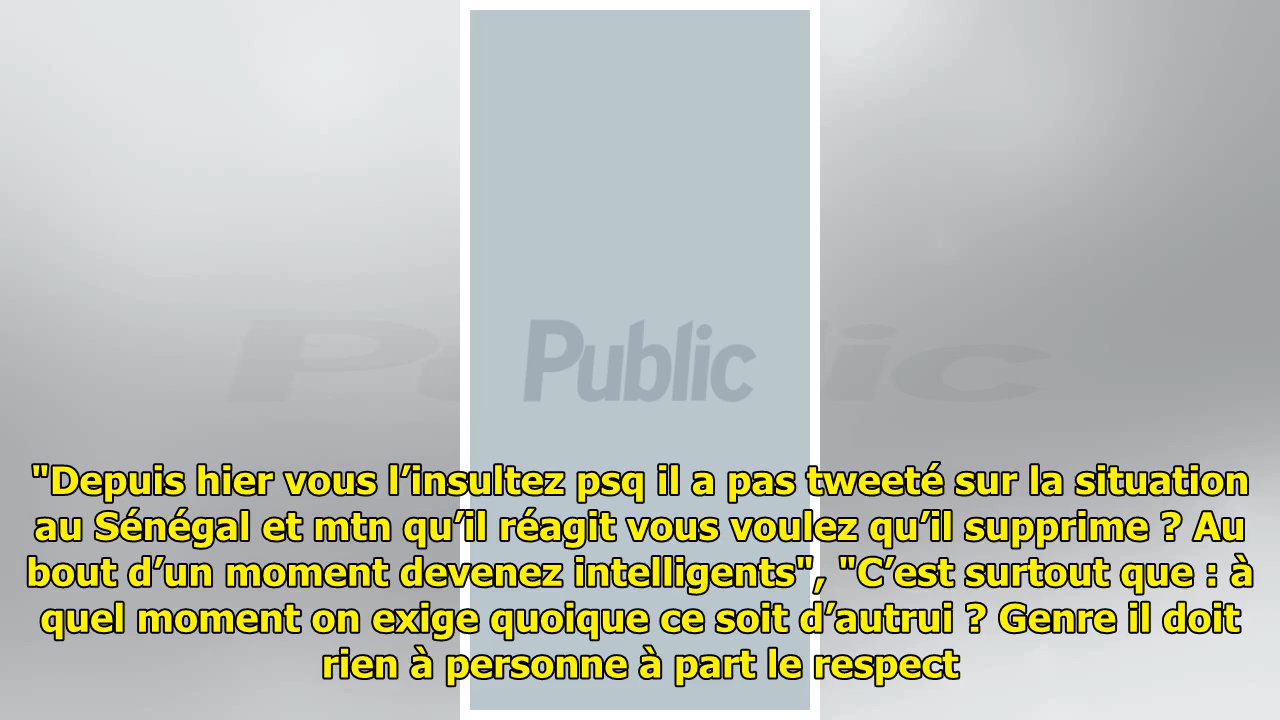 Public
Public
"Depuis hier vous l’insultez psq il a pas tweeté sur la situation
au Sénégal et mtn qu’il réagit vous voulez qu’il supprime ? Au
bout d’un moment devenez intelligents", "C’est surtout que : à
quel moment on exige quoique ce soit d’autrui ? Genre il doit
rien à personne à part le respect